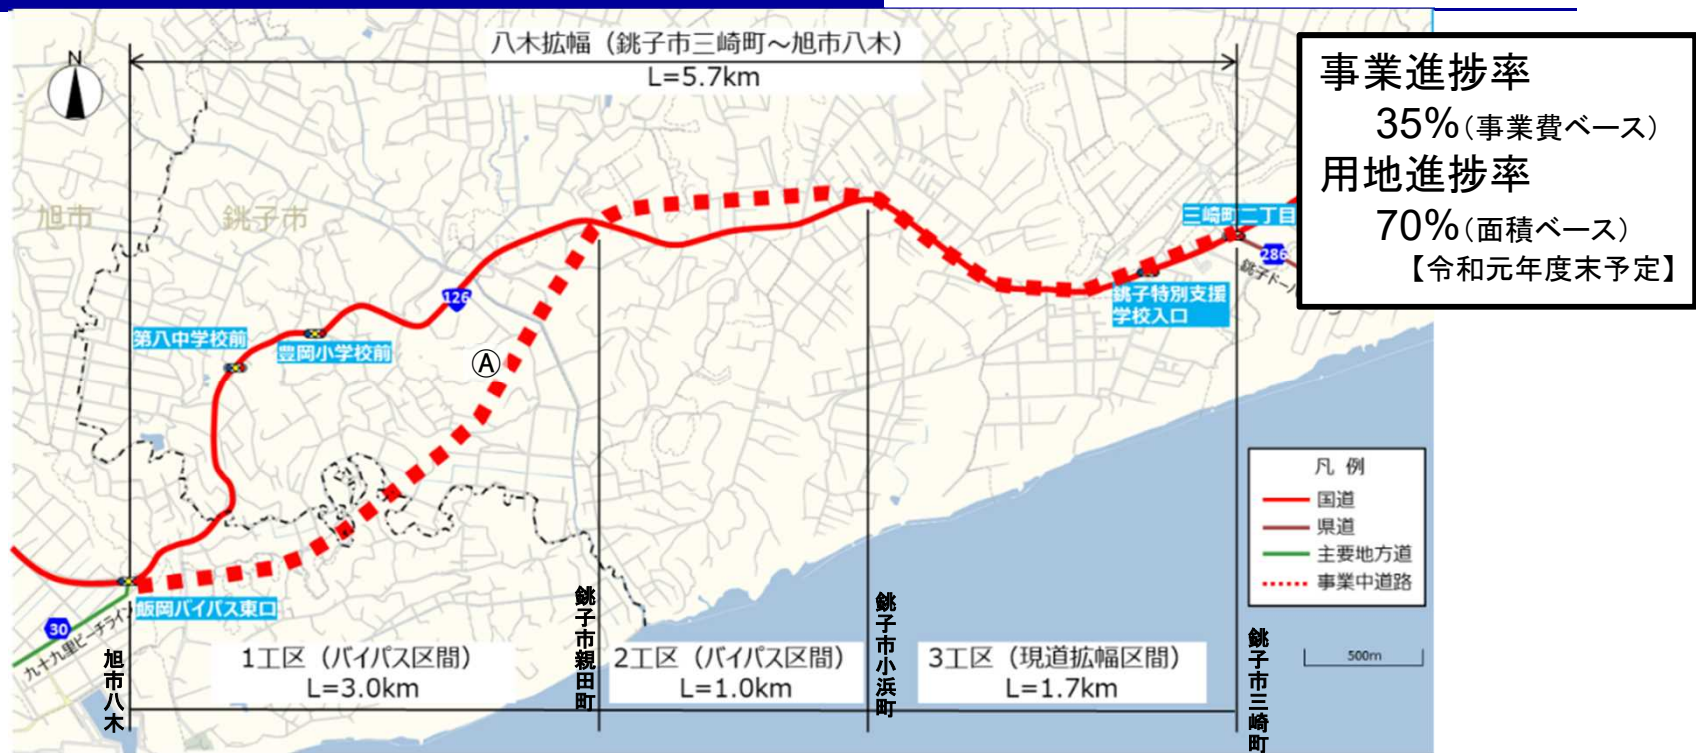 八木拡幅（銚子市三崎町～旭市八木）
L=5.7km
N
事業進捗率
35%（事業費ベース）
用地進捗率
70%（面積ベース）
【令和元年度末予定】
旭市
銚子市
三崎町二丁目
286
銚子ドー
126
銚子特別支援
学校入口
第八中学校前
豊岡小学校前
Ⓐ
飯岡バイパス東口
30
九十九里ビーチライン
凡 例
国道
県道
主要地方道
事業中道路
500m
旭市八木
1工区（バイパス区間）
L=3.0km
銚子市親田町
2工区（バイパス区間）
L=1.0km
銚子市小浜町
3工区（現道拡幅区間）
L=1.7km
銚子市三崎町